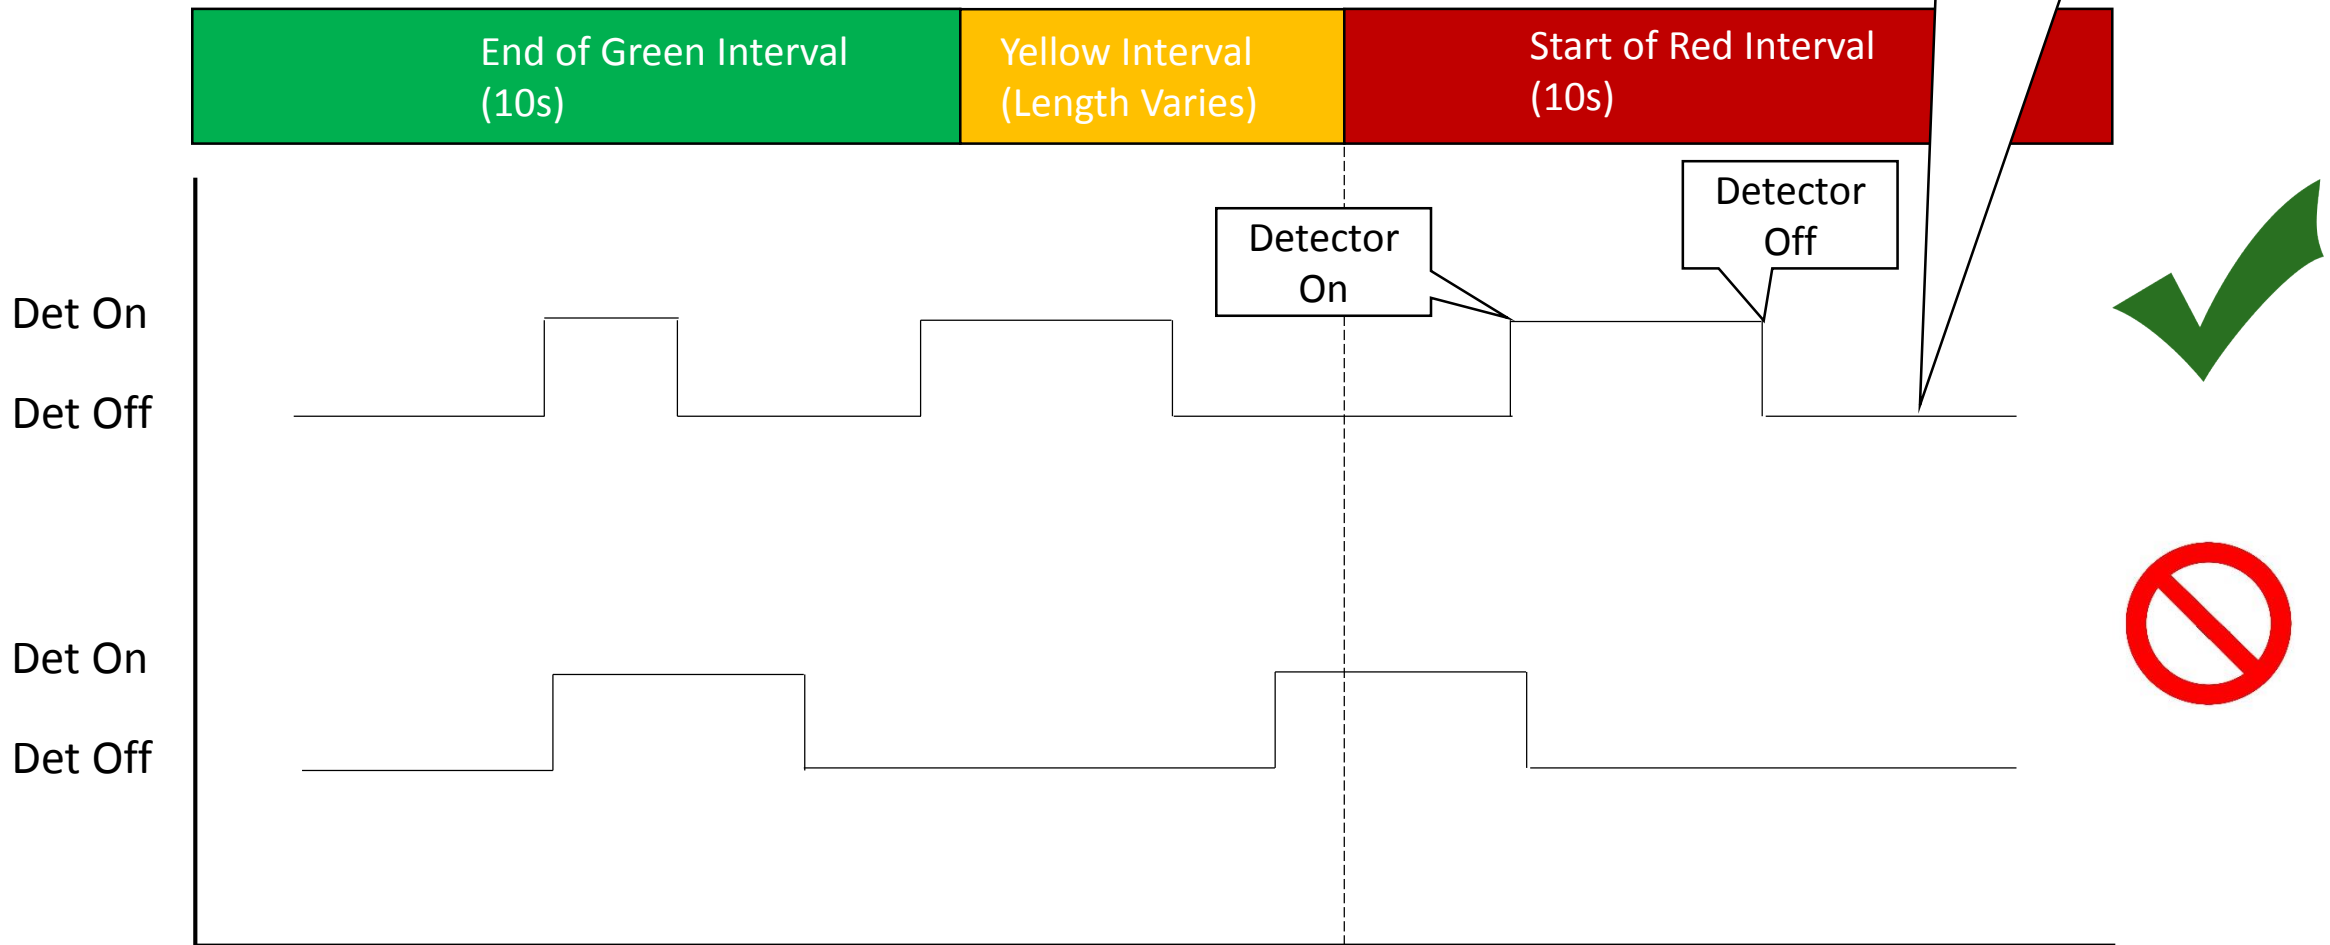 End of Green Interval
(10s)
Yellow Interval
(Length Varies)
Start of Red Interval
(10s)
Detector
On
Detector
Off
Det On
Det Off
Det On
Det Off